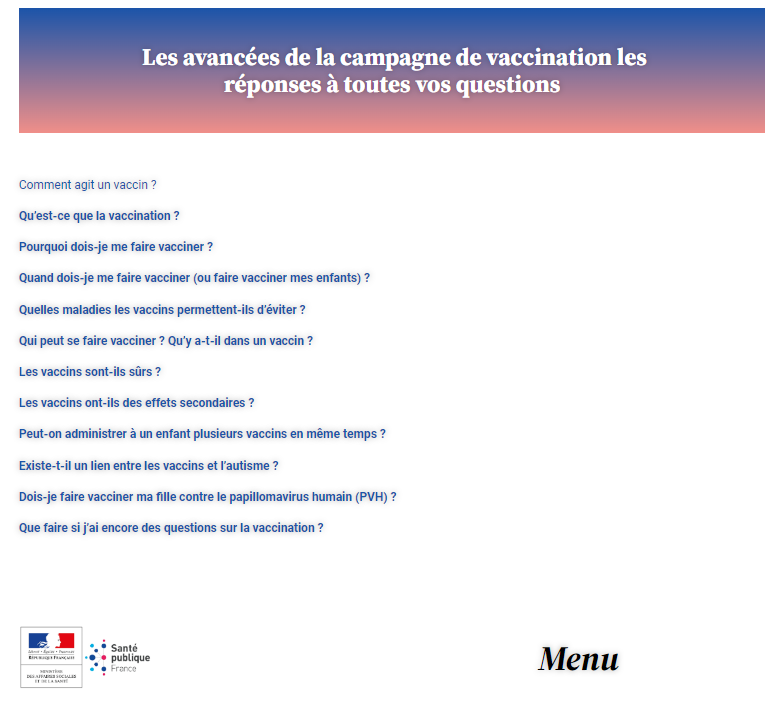 Les avancées de la campagne de vaccination les
réponses à toutes vos questions
Comment agit un vaccin ?
Qu'est-ce que la vaccination ?
Pourquoi dois-je me faire vacciner ?
Quand dois-je me faire vacciner (ou faire vacciner mes enfants) ?
Quelles maladies les vaccins permettent-ils d'éviter ?
Qui peut se faire vacciner ? Qu'y a-t-il dans un vaccin ?
Les vaccins sont-ils sûrs ?
Les vaccins ont-ils des effets secondaires ?
Peut-on administrer à un enfant plusieurs vaccins en même temps ?
Existe-t-il un lien entre les vaccins et l'autisme ?
Dois-je faire vacciner ma fille contre le papillomavirus humain (PVH) ?
Que faire si j'ai encore des questions sur la vaccination ?
Liberté • Égalité • Fraternité
RÉPUBLIQUE FRANÇAISE
MINISTÈRE
DES AFFAIRES SOCIALES
ET DE LA SANTÉ
Santé
publique
France
Menu